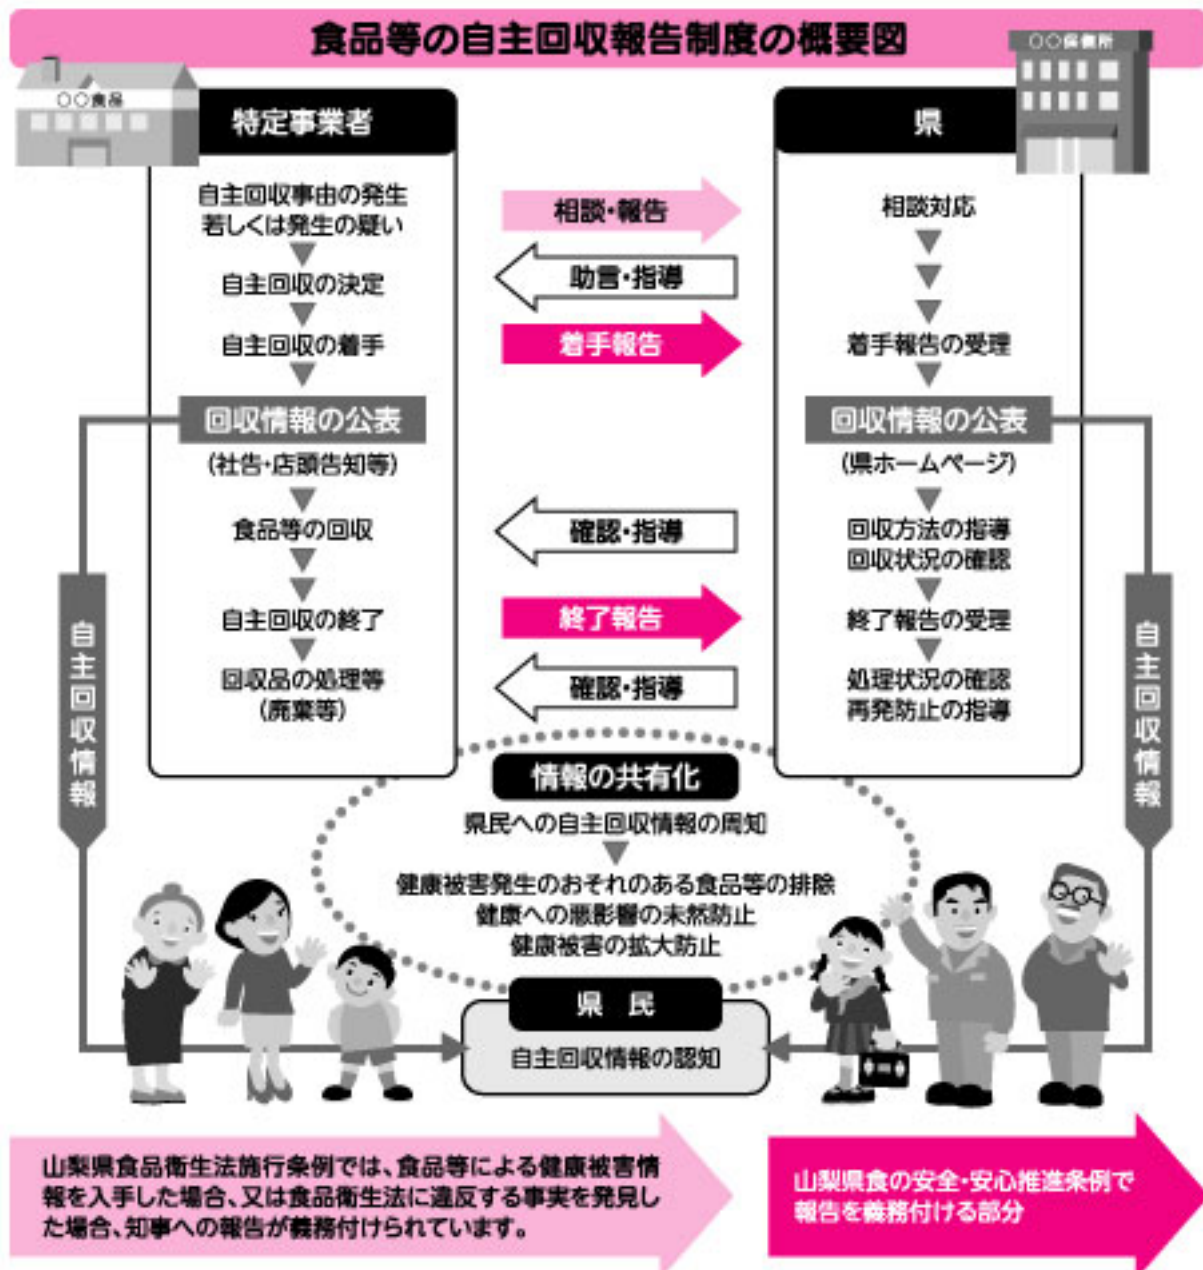 食品等の自主回収報告制度の概要図
○○食品
○○保健所
特定事業者
自主回収事由の発生
若しくは発生の疑い
自主回収の決定
自主回収の着手
回収情報の公表
(社告・店頭告知等)
食品等の回収
自主回収の終了
回収品の処理等
(廃棄等)
相談・報告
助言・指導
着手報告
確認・指導
終了報告
確認・指導
県
相談対応
着手報告の受理
回収情報の公表
(県ホームページ)
回収方法の指導
回収状況の確認
終了報告の受理
処理状況の確認
再発防止の指導
自主回収情報
自主回収情報
情報の共有化
県民への自主回収情報の周知
健康被害発生のおそれのある食品等の排除
健康への悪影響の未然防止
健康被害の拡大防止
県 民
自主回収情報の認知
山梨県食品衛生法施行条例では、食品等による健康被害情
報を入手した場合、又は食品衛生法に違反する事実を発見し
た場合、知事への報告が義務付けられています。
山梨県食の安全・安心推進条例で
報告を義務付ける部分